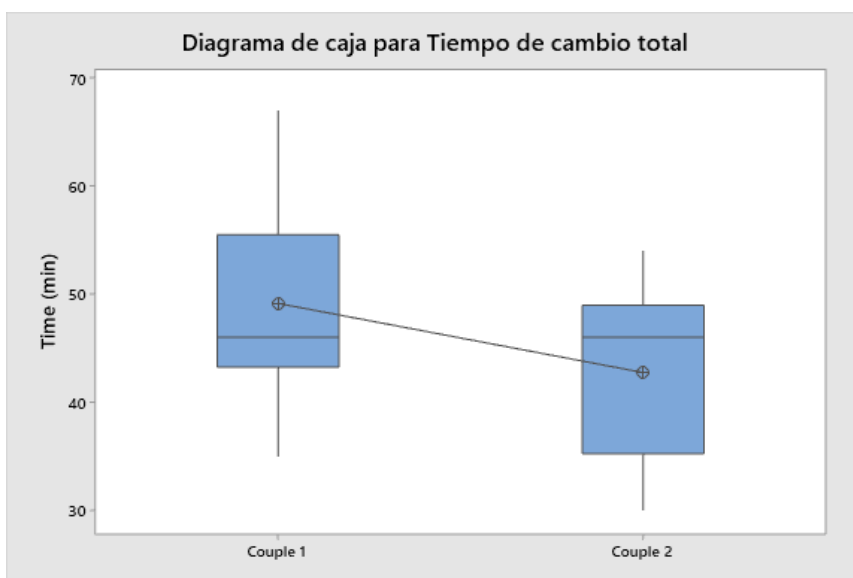 Diagrama de caja para Tiempo de cambio total
70
60
50
40
30
Time (min)
Couple 1
Couple 2